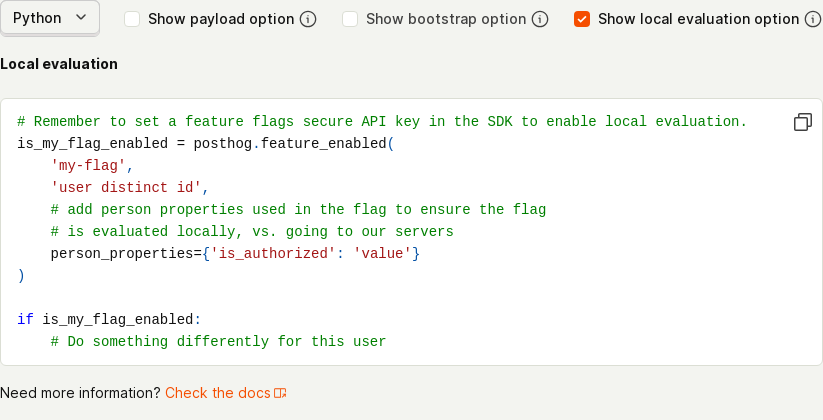 Python
Show payload option
Show bootstrap option
Show local evaluation option
Local evaluation
# Remember to set a feature flags secure API key in the SDK to enable local evaluation.
is_my_flag_enabled = posthog.feature_enabled(
    'my-flag',
    'user distinct id',
    # add person properties used in the flag to ensure the flag
    # is evaluated locally, vs. going to our servers
    person_properties={'is_authorized': 'value'}
)
if is_my_flag_enabled:
    # Do something differently for this user
Need more information? Check the docs